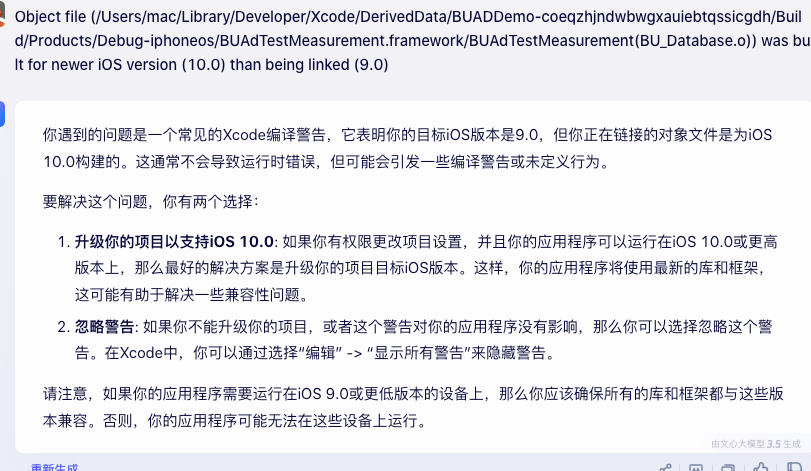 Object file (/Users/mac/Library/Developer/Xcode/DerivedData/BUADDemo-coeqzhjndwbwgxauiebtqssicgdh/Buil
d/Products/Debug-iphoneos/BUAdTestMeasurement.framework/BUAdTestMeasurement(BU_Database.o)) was bu
lt for newer iOS version (10.0) than being linked (9.0)
你遇到的问题是一个常见的Xcode编译警告，它表明你的目标iOS版本是9.0，但你正在链接的对象文件是为iOS
10.0构建的。这通常不会导致运行时错误，但可能会引发一些编译警告或未定义行为。
要解决这个问题，你有两个选择：
1. 升级你的项目以支持iOS 10.0: 如果你有权限更改项目设置，并且你的应用程序可以运行在iOS 10.0或更高
版本上，那么最好的解决方案是升级你的项目目标iOS版本。这样，你的应用程序将使用最新的库和框架，
这可能有助于解决一些兼容性问题。
2. 忽略警告: 如果你不能升级你的项目，或者这个警告对你的应用程序没有影响，那么你可以选择忽略这个警
告。在Xcode中，你可以通过选择“编辑” -> “显示所有警告”来隐藏警告。
请注意，如果你的应用程序需要运行在iOS 9.0或更低版本的设备上，那么你应该确保所有的库和框架都与这些版
本兼容。否则，你的应用程序可能无法在这些设备上运行。
由文心大模型 3.5 生成
重新生成